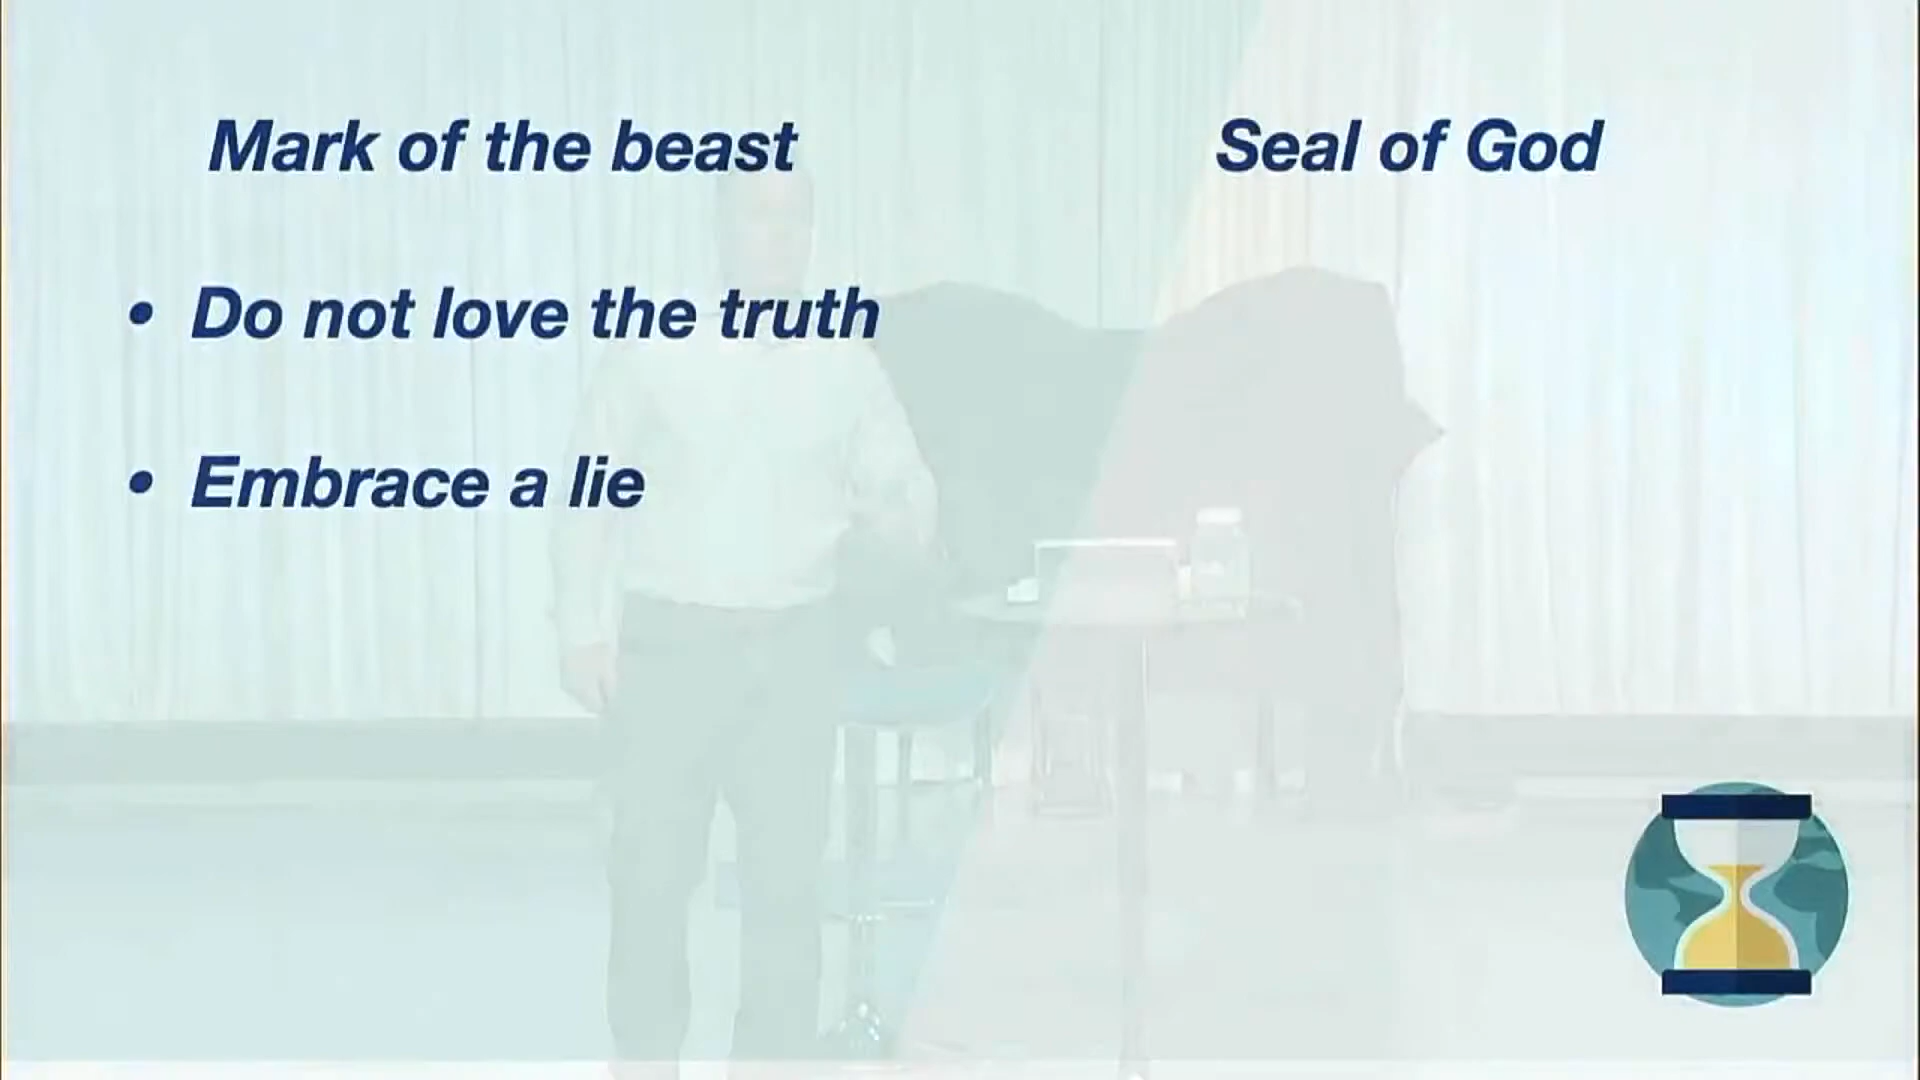 Mark of the beast
Seal of God
• Do not love the truth
• Embrace a lie